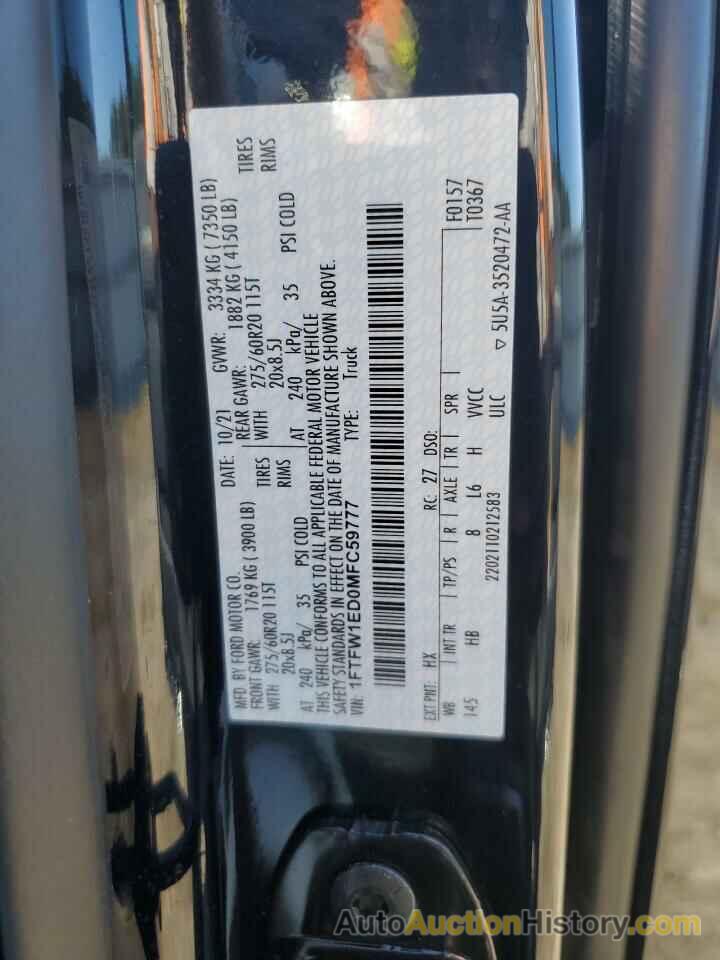 MFD. BY FORD MOTOR CO. DATE: 10/21 GVWR: 3334 KG ( 7350 LB)
FRONT GAWR: 1769 KG ( 3900 LB) REAR GAWR: 1882 KG ( 4150 LB)
WITH 275/60R20 115T TIRES WITH 275/60R20 115T TIRES
20x8.5J RIMS 20x8.5J RIMS
AT 240 kPa/ 35 PSI COLD AT 240 kPa/ 35 PSI COLD
THIS VEHICLE CONFORMS TO ALL APPLICABLE FEDERAL MOTOR VEHICLE
SAFETY STANDARDS IN EFFECT ON THE DATE OF MANUFACTURE SHOWN ABOVE.
VIN: 1FTFW1ED0MFC59777 TYPE: Truck
EXT PNT: HX RC: 27 DSO:
WB INT TR TP/PS R AXLE TR SPR F0157
145 HB 8 L6 H VVCC T0367
ULC
22021110212583 ▽ 5U5A-3520472-AA
AutoAuctionHistory.com